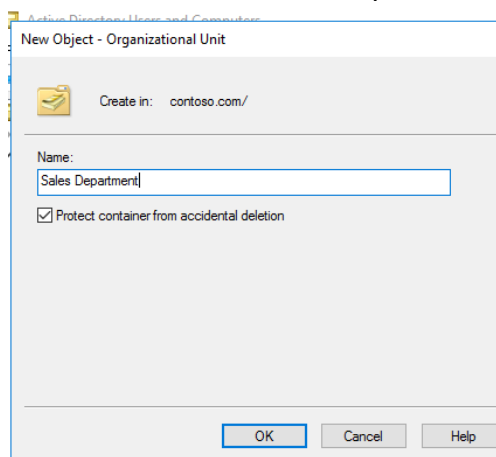 Active Directory Users and Computers
New Object - Organizational Unit
Create in: contoso.com/
Name:
Sales Department
Protect container from accidental deletion
OK Cancel Help